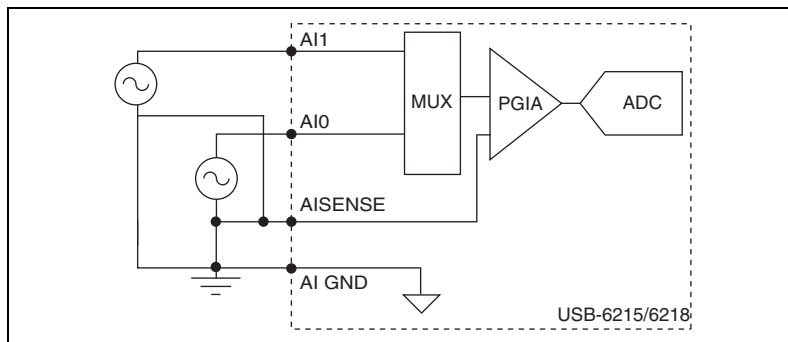 AI1
MUX
PGIA
ADC
AI0
AISENSE
AI GND
USB-6215/6218